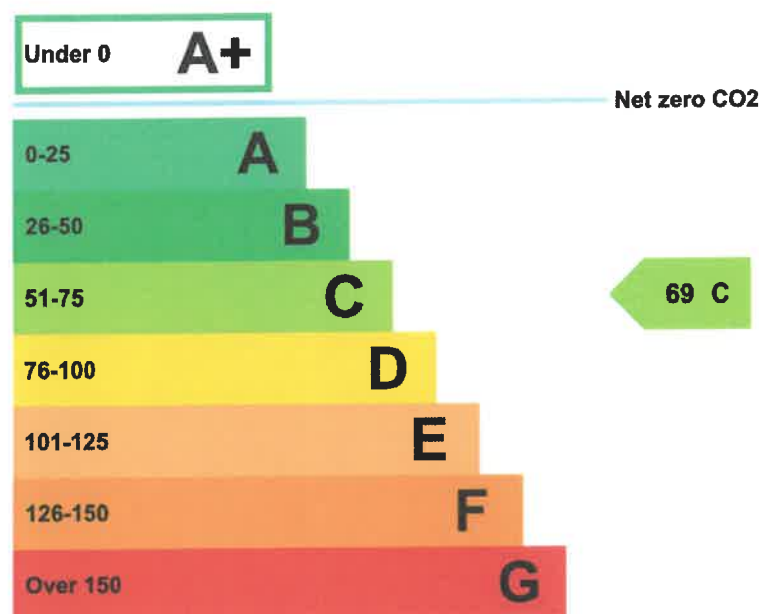 Under 0 A+
Net zero CO2
0-25 A
26-50 B
51-75 C
69 C
76-100 D
101-125 E
126-150 F
Over 150 G